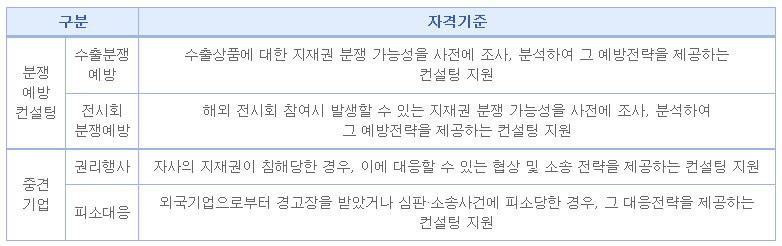 구분 자격기준
분쟁
예방
컨설팅
수출분쟁
예방
수출상품에 대한 지재권 분쟁 가능성을 사전에 조사, 분석하여 그 예방전략을 제공하는
컨설팅 지원
전시회
분쟁예방
해외 전시회 참여시 발생할 수 있는 지재권 분쟁 가능성을 사전에 조사, 분석하여
그 예방전략을 제공하는 컨설팅 지원
중견
기업
권리행사
자사의 지재권이 침해당한 경우, 이에 대응할 수 있는 협상 및 소송 전략을 제공하는 컨설팅 지원
피소대응
외국기업으로부터 경고장을 받았거나 심판·소송사건에 피소당한 경우, 그 대응전략을 제공하는
컨설팅 지원